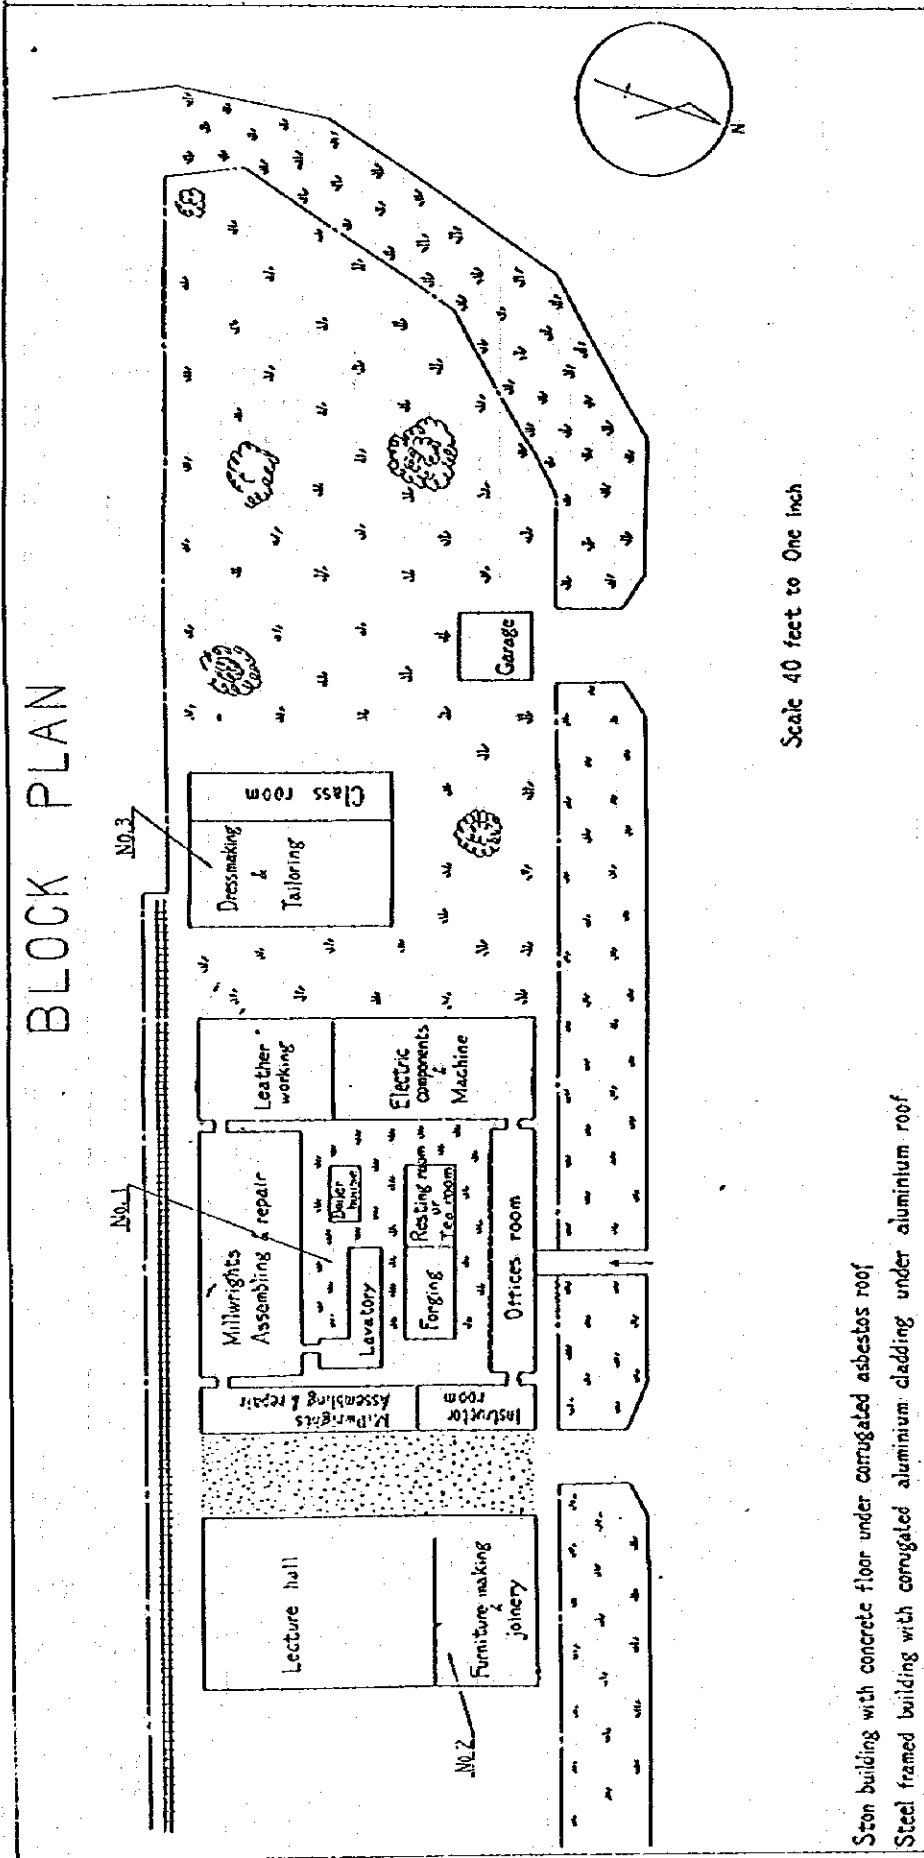 BLOCK PLAN
No.1
No.3
Millwrights
Assembling & repair
Leather
working
Dressmaking
&
Tailoring
Class room
Boiler
house
Lavatory
Millwrights
Assembling & repair
Lecture hall
Resting room
or
Tea room
Forging
Electric
components
&
Machine
Instructor
room
Offices room
Furniture making
&
joinery
No.2
Garage
N
Scale 40 feet to One inch
Ston building with concrete floor under corrugated asbestos roof
Steel framed building with corrugated aluminium cladding under aluminium roof